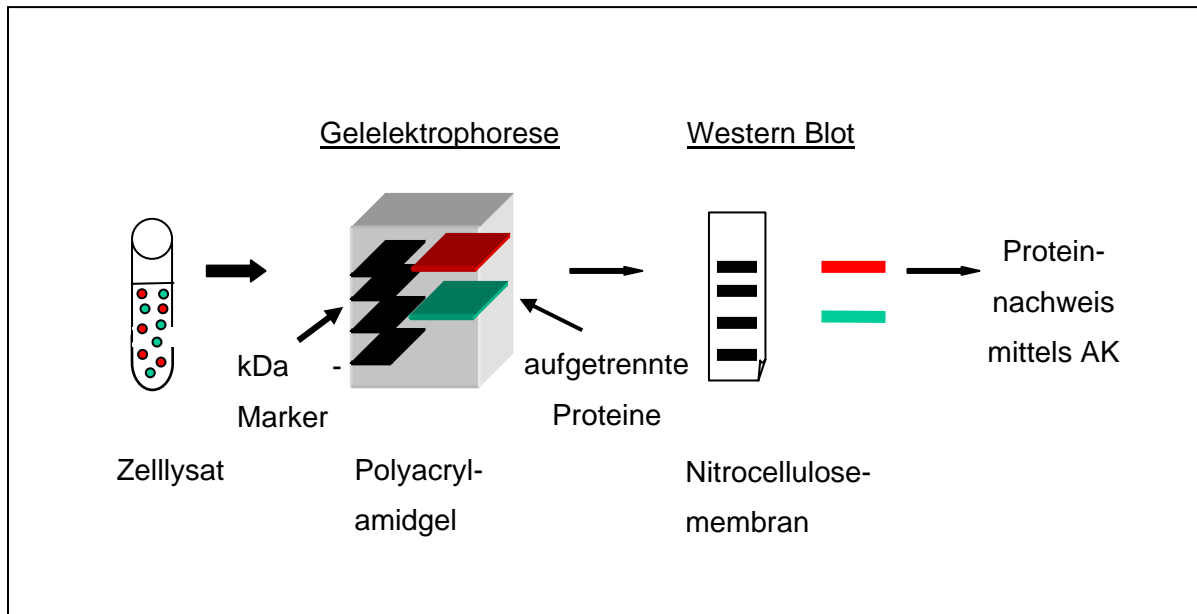 Gelelektrophorese
Western Blot
Protein-
nachweis
mittels AK
kDa -
Marker
aufgetrennte
Proteine
Zelllysat
Polyacryl-
amidgel
Nitrocellulose-
membran